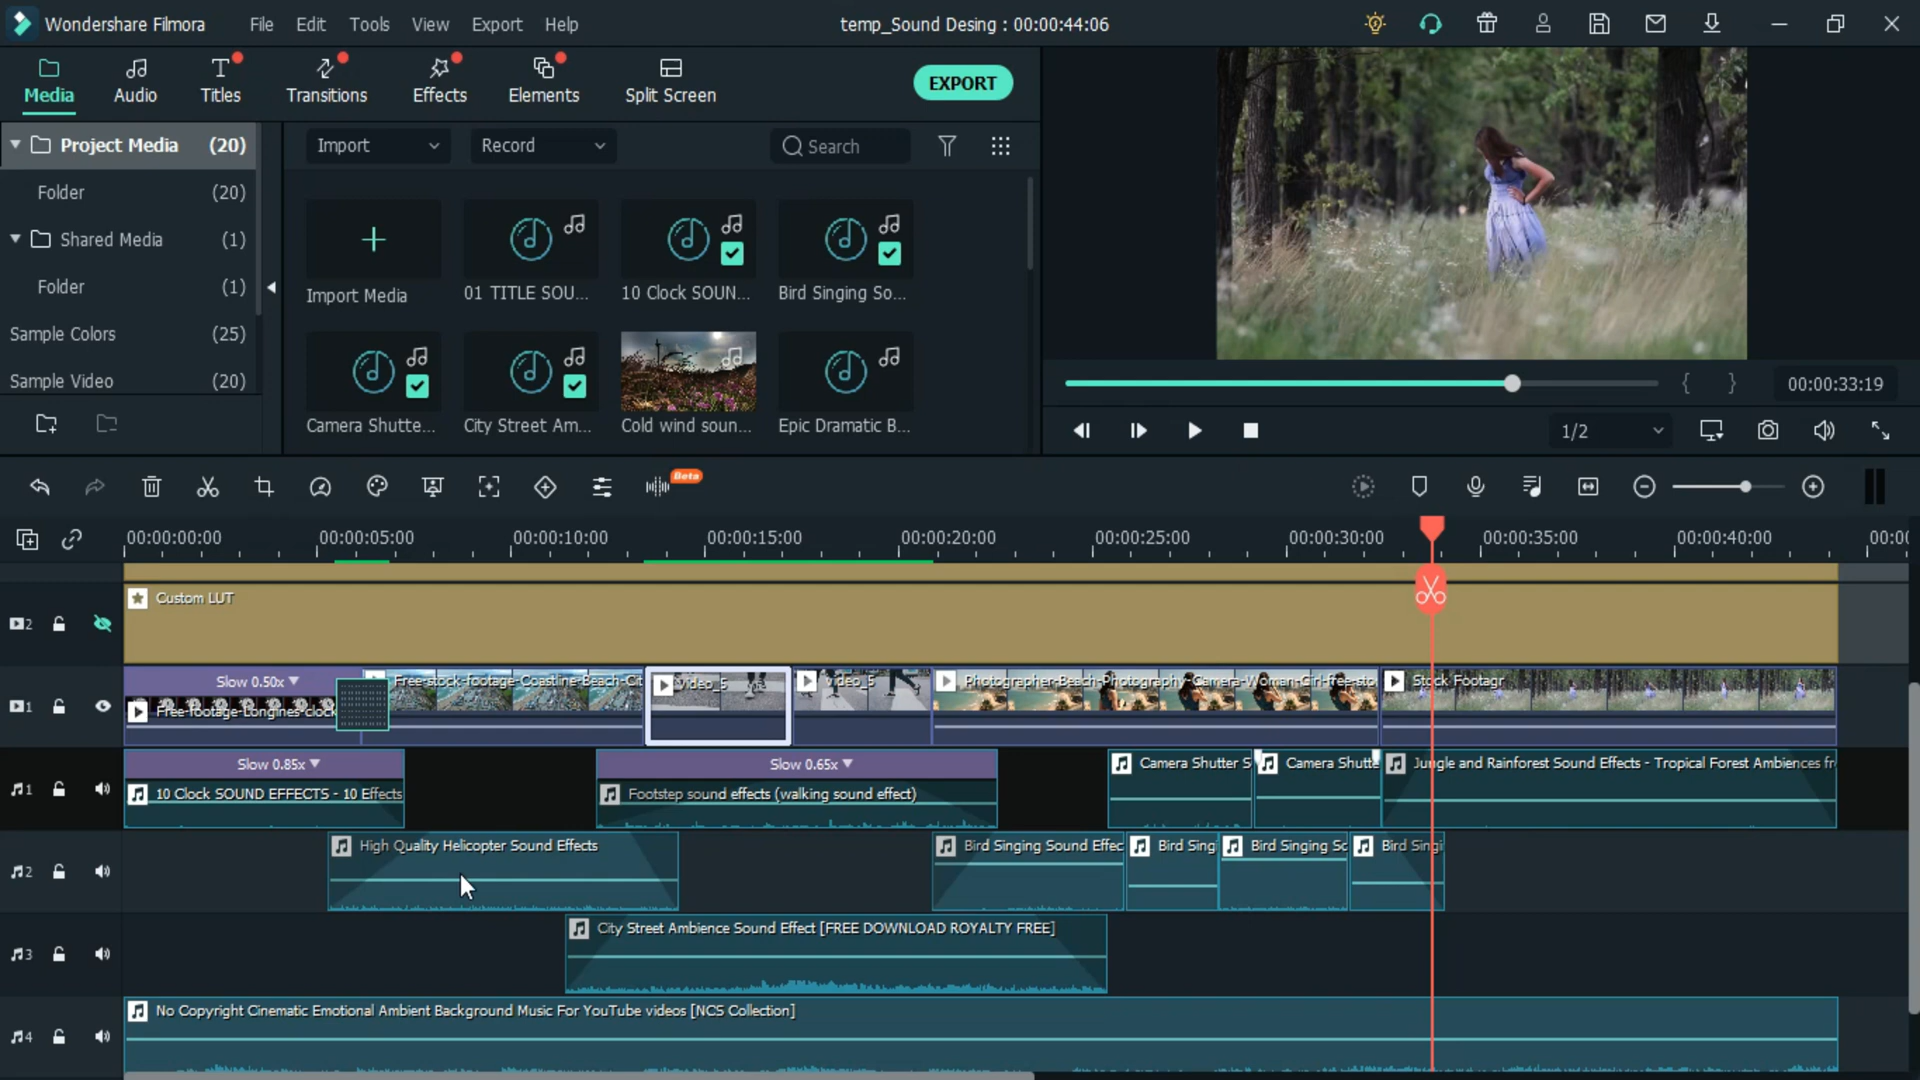 Wondershare Filmora File Edit Tools View Export Help temp_Sound Desing : 00:00:44:06
Media Audio Titles Transitions Effects Elements Split Screen EXPORT
Project Media (20)
Folder (20)
Shared Media (1)
Folder (1)
Sample Colors (25)
Sample Video (20)
Import Record Search
Import Media 01 TITLE SOU... 10 Clock SOUN... Bird Singing So...
Camera Shutte... City Street Am... Cold wind soun... Epic Dramatic B...
{ } 00:00:33:19
1/2
Beta
00:00:00:00 00:00:05:00 00:00:10:00 00:00:15:00 00:00:20:00 00:00:25:00 00:00:30:00 00:00:35:00 00:00:40:00 00:0
2 Custom LUT
Slow 0.50x Free-stock-footage-Coastline-Beach-Cit video_5 video_5 Photographer-Beach-Photography-Camera-Woman-Girl-free-sto Stock Footagr
1 Free-footage-Longines-clock
Slow 0.85x Slow 0.65x Camera Shutter S Camera Shutte Jungle and Rainforest Sound Effects - Tropical Forest Ambiences fr
1 10 Clock SOUND EFFECTS - 10 Effects Footstep sound effects (walking sound effect)
2 High Quality Helicopter Sound Effects Bird Singing Sound Effec Bird Sing Bird Singing So Bird Singi
3 City Street Ambience Sound Effect [FREE DOWNLOAD ROYALTY FREE]
4 No Copyright Cinematic Emotional Ambient Background Music For YouTube videos [NCS Collection]